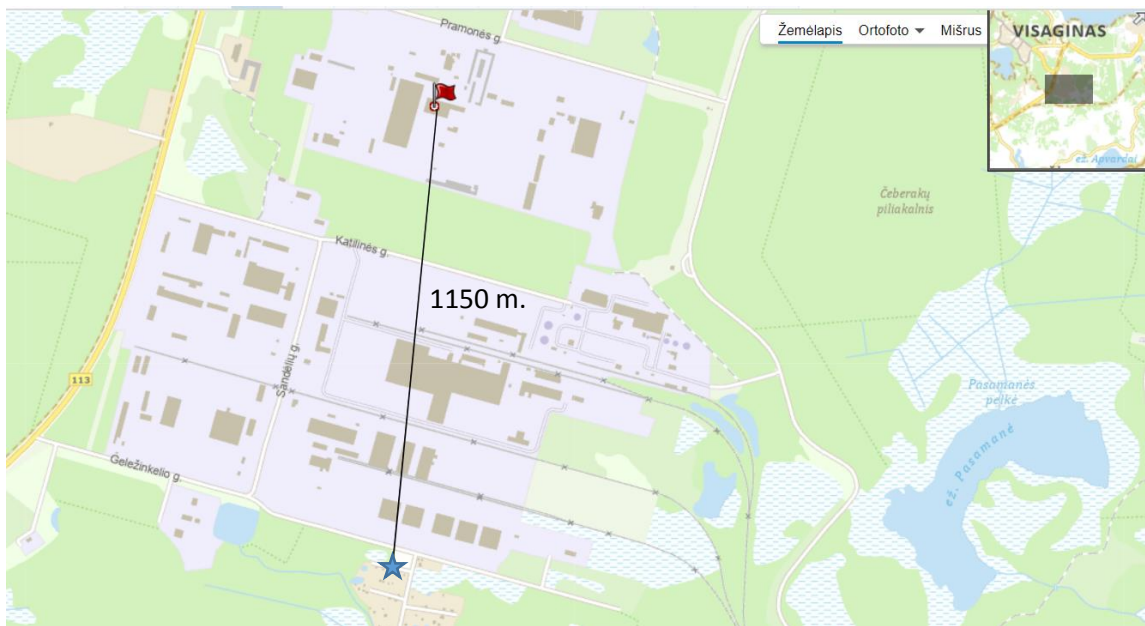 Pramonės g.
Žemėlapis Ortofoto Mišrus
VISAGINAS
ež. Apvardai
Čeberakų
piliakalnis
Katilinės g.
1150 m.
Sandėlių g.
113
Pasamanės
pelkė
ež. Pasamanė
Geležinkelio g.